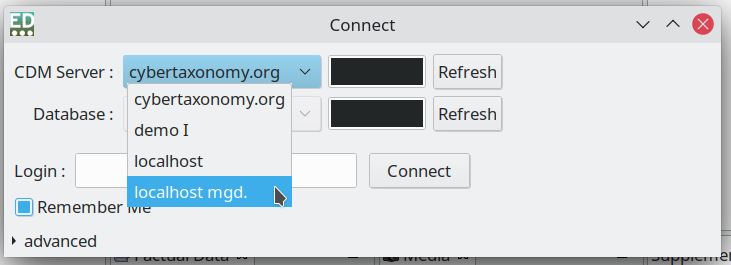 ED
Connect
CDM Server : cybertaxonomy.org Refresh
cybertaxonomy.org
Database : Refresh
demo I
localhost
Login : Connect
localhost mgd.
Remember Me
advanced
Factual Data
Media
Supplemen